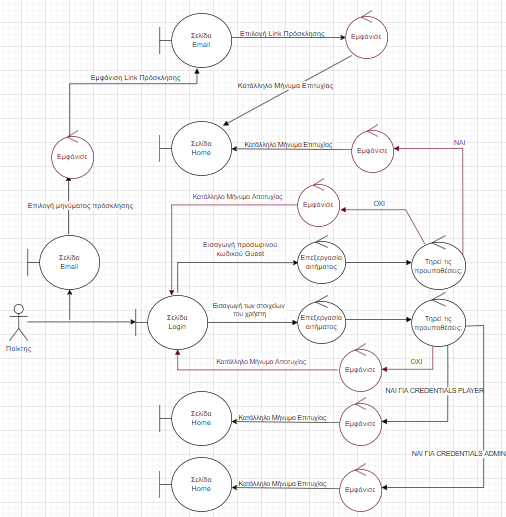 Σελίδα
Email
Επιλογή Link Πρόσκλησης
Εμφάνισε
Εμφάνιση Link Πρόσκλησης
Κατάλληλο Μήνυμα Επιτυχίας
Σελίδα
Home
Κατάλληλο Μήνυμα Επιτυχίας
Εμφάνισε
ΝΑΙ
Εμφάνισε
Κατάλληλο Μήνυμα Αποτυχίας
Εμφάνισε
ΟΧΙ
Επιλογή μηνύματος πρόσκλησης
Εισαγωγή προσωρινού
κωδικού Guest
Επεξεργασία
αιτήματος
Τηρεί τις
προυποθέσεις;
Σελίδα
Email
Παίκτης
Σελίδα
Login
Εισαγωγή των στοιχείων
του χρήστη
Επεξεργασία
αιτήματος
Τηρεί τις
προυποθέσεις;
Κατάλληλο Μήνυμα Αποτυχίας
Εμφάνισε
ΟΧΙ
ΝΑΙ ΓΙΑ CREDENTIALS PLAYER
Σελίδα
Home
Κατάλληλο Μήνυμα Επιτυχίας
Εμφάνισε
ΝΑΙ ΓΙΑ CREDENTIALS ADMIN
Σελίδα
Home
Κατάλληλο Μήνυμα Επιτυχίας
Εμφάνισε